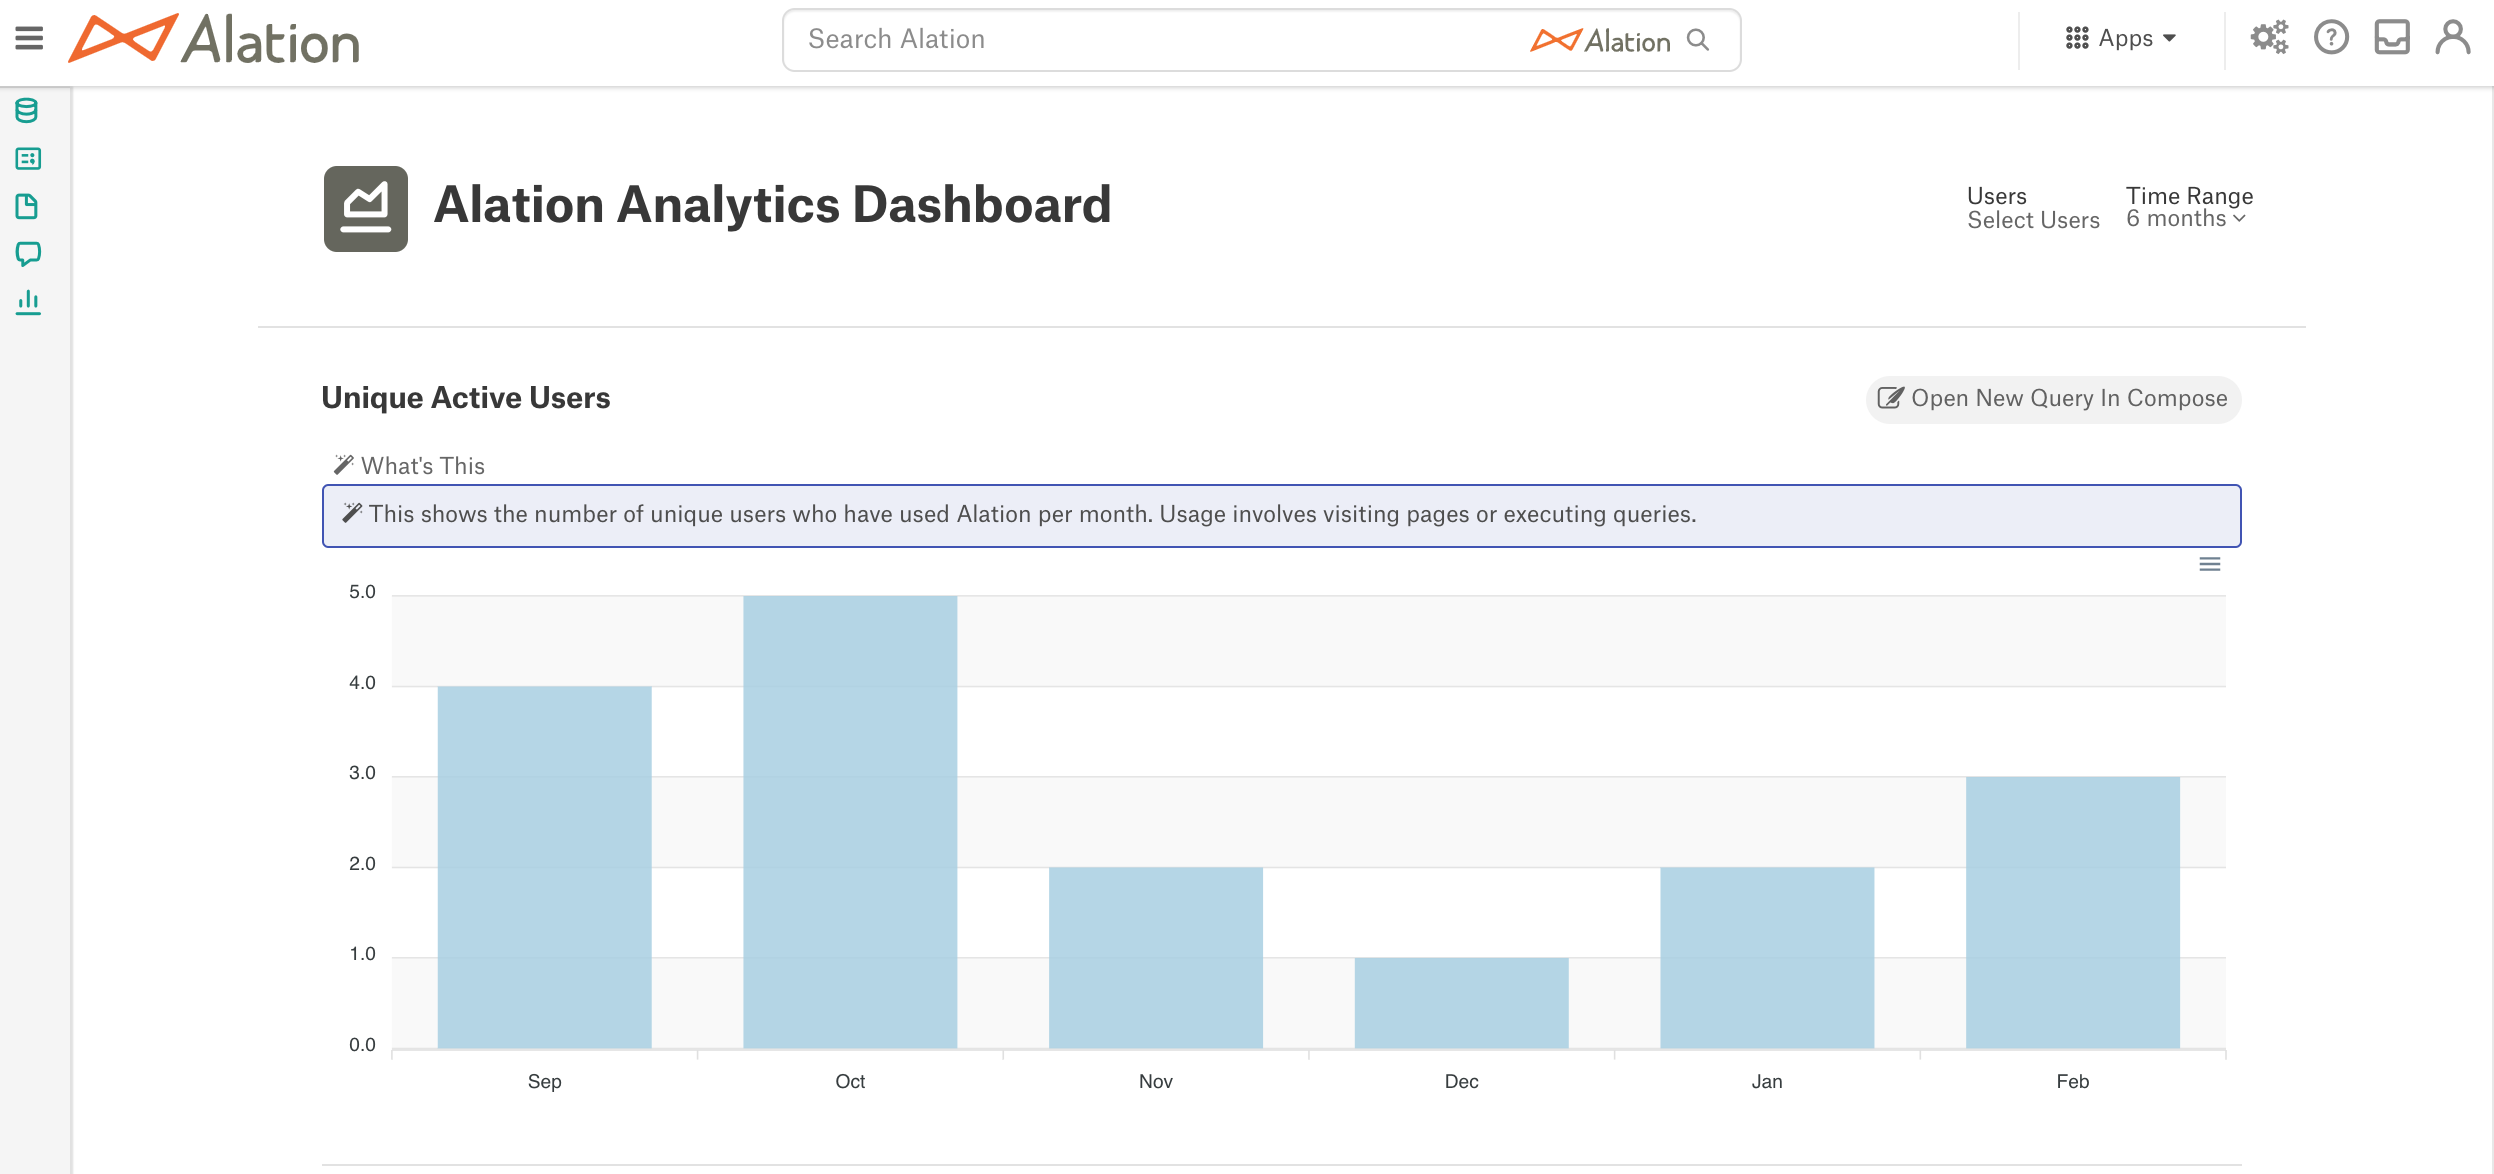 Alation
Search Alation
Alation
Apps
Alation Analytics Dashboard
Users
Select Users
Time Range
6 months
Unique Active Users
Open New Query In Compose
What's This
This shows the number of unique users who have used Alation per month. Usage involves visiting pages or executing queries.
5.0
4.0
3.0
2.0
1.0
0.0
Sep Oct Nov Dec Jan Feb